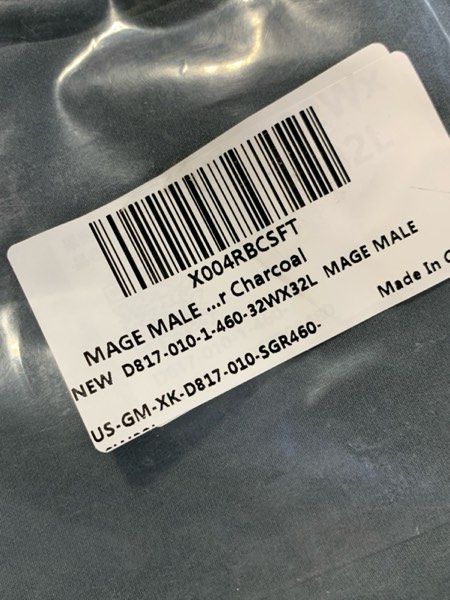 X004RBCSFT
MAGE MALE ...r Charcoal
NEW D817-010-1-460-32WX32L MAGE MALE
Made In
US-GM-XK-D817-010-SGR460-